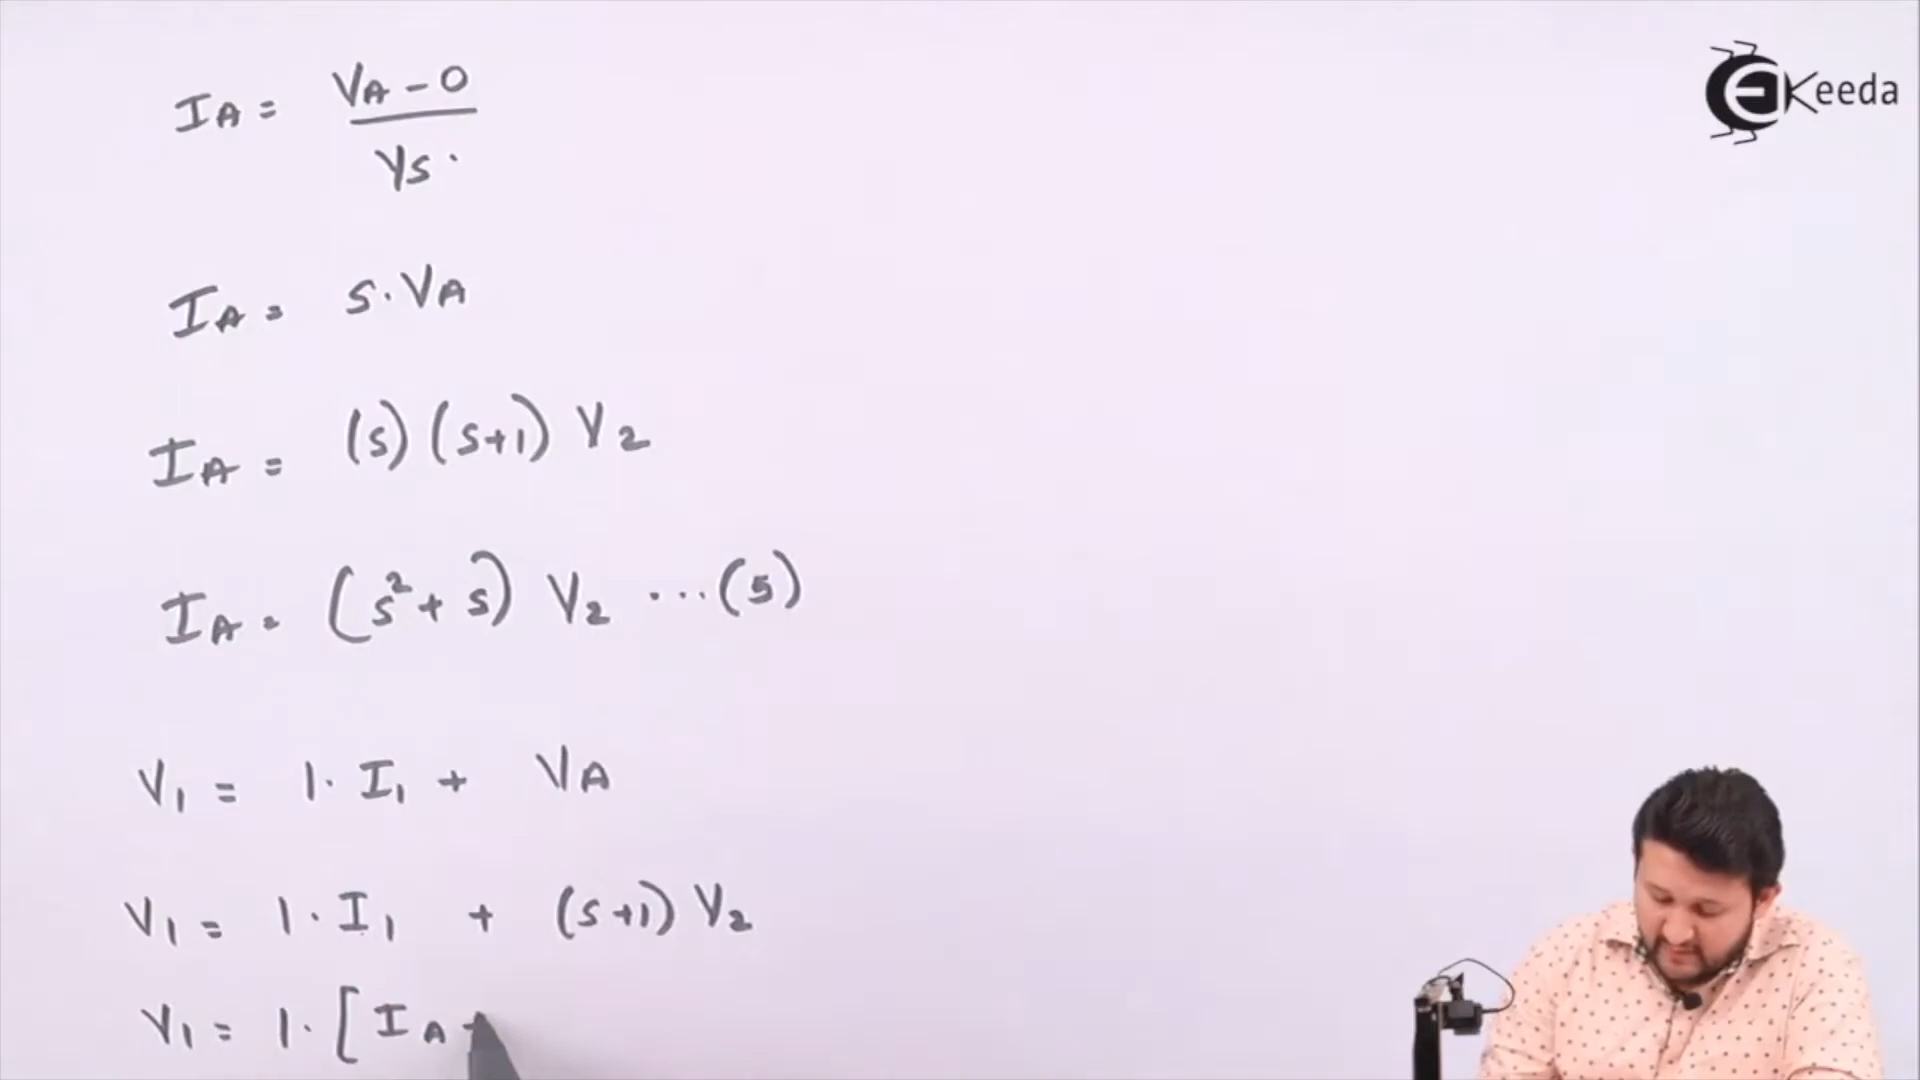 EKeeda
IA = VA - 0 / 1/s .
IA = s . VA
IA = (s) (s+1) V2
IA = (s² + s) V2 ...(5)
V1 = 1 . I1 + VA
V1 = 1 . I1 + (s+1) V2
V1 = 1 . [ IA +